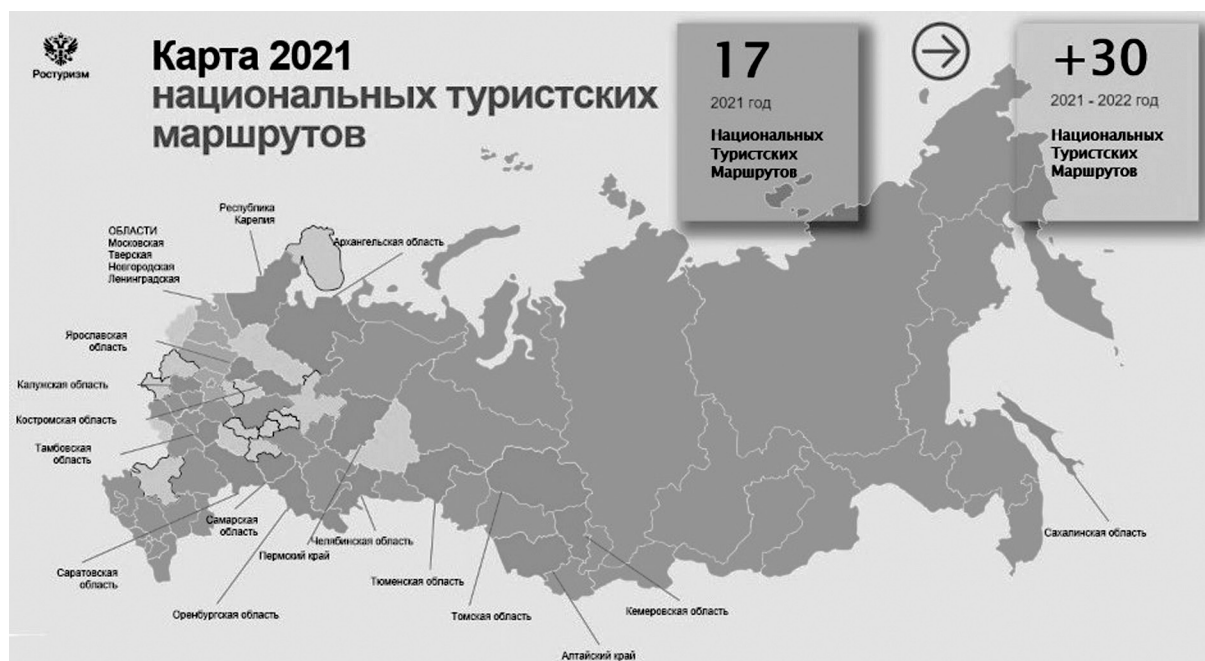 Ростуризм
Карта 2021
национальных туристских
маршрутов
17
2021 год
Национальных
Туристских
Маршрутов
+30
2021 - 2022 год
Национальных
Туристских
Маршрутов
Республика
Карелия
ОБЛАСТИ
Московская
Тверская
Новгородская
Ленинградская
Архангельская область
Ярославская
область
Калужская область
Костромская область
Тамбовская
область
Самарская
область
Саратовская
область
Оренбургская область
Пермский край
Челябинская область
Тюменская область
Томская область
Алтайский край
Кемеровская область
Сахалинская область